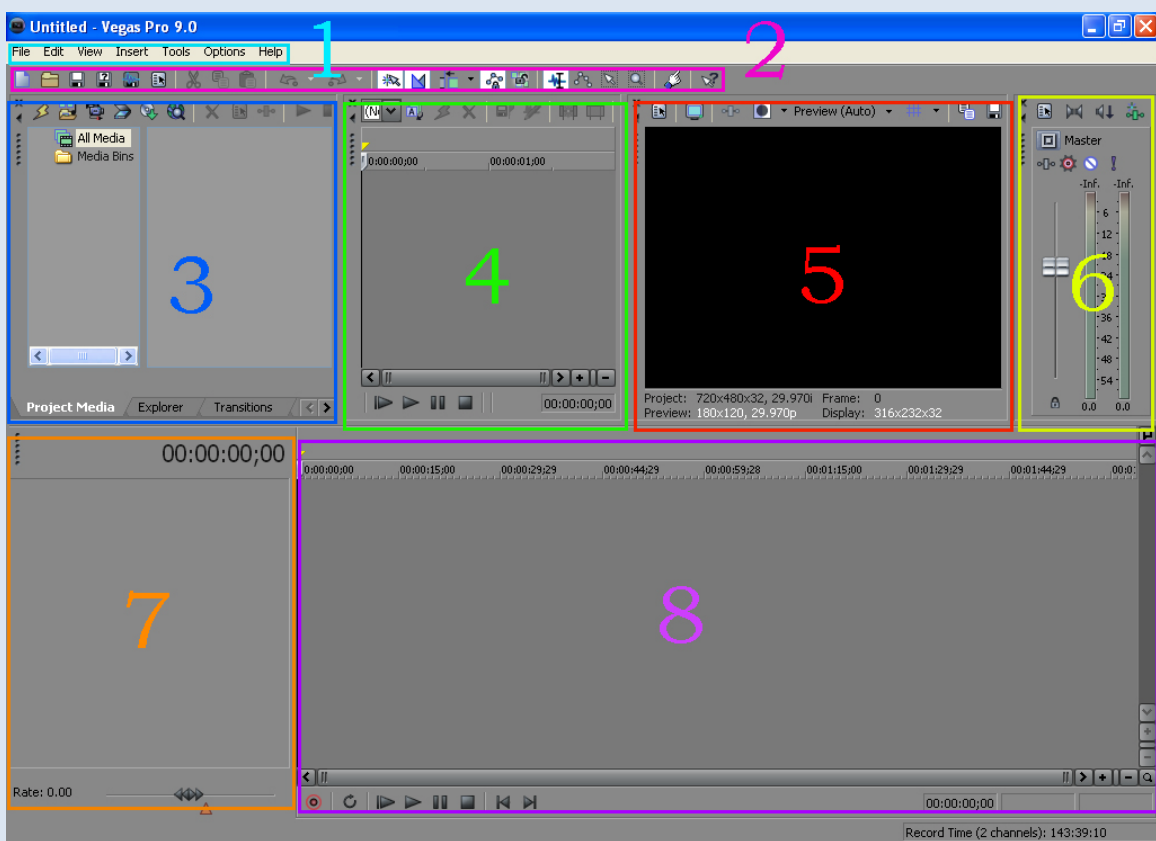 Untitled - Vegas Pro 9.0
File Edit View Insert Tools Options Help
1
2
All Media
Media Bins
3
Project Media Explorer Transitions
0:00:00;00 00:00:01;00
4
00:00:00;00
Preview (Auto)
5
Project: 720x480x32, 29.970i Frame: 0
Preview: 180x120, 29.970p Display: 316x232x32
Master
-Inf. -Inf.
6
12
36
42
48
54
6
0.0 0.0
00:00:00;00
7
Rate: 0.00
0:00:00;00 00:00:15;00 00:00:29;29 00:00:44;29 00:00:59;28 00:01:15;00 00:01:29;29 00:01:44;29 00:0
8
00:00:00;00
Record Time (2 channels): 143:39:10